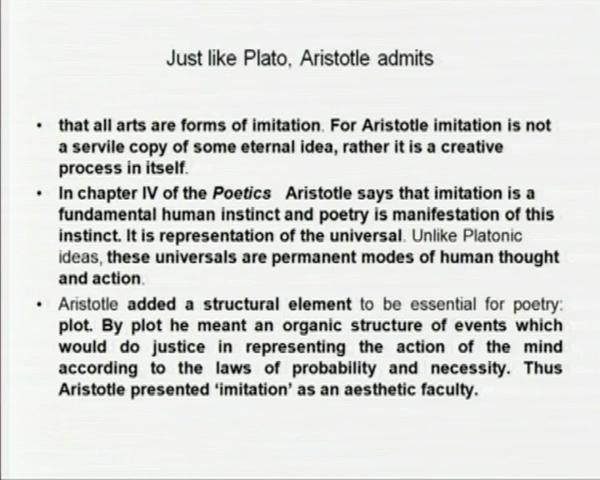 Just like Plato, Aristotle admits
• that all arts are forms of imitation. For Aristotle imitation is not
a servile copy of some eternal idea, rather it is a creative
process in itself.
• In chapter IV of the Poetics Aristotle says that imitation is a
fundamental human instinct and poetry is manifestation of this
instinct. It is representation of the universal. Unlike Platonic
ideas, these universals are permanent modes of human thought
and action.
• Aristotle added a structural element to be essential for poetry:
plot. By plot he meant an organic structure of events which
would do justice in representing the action of the mind
according to the laws of probability and necessity. Thus
Aristotle presented ‘imitation’ as an aesthetic faculty.